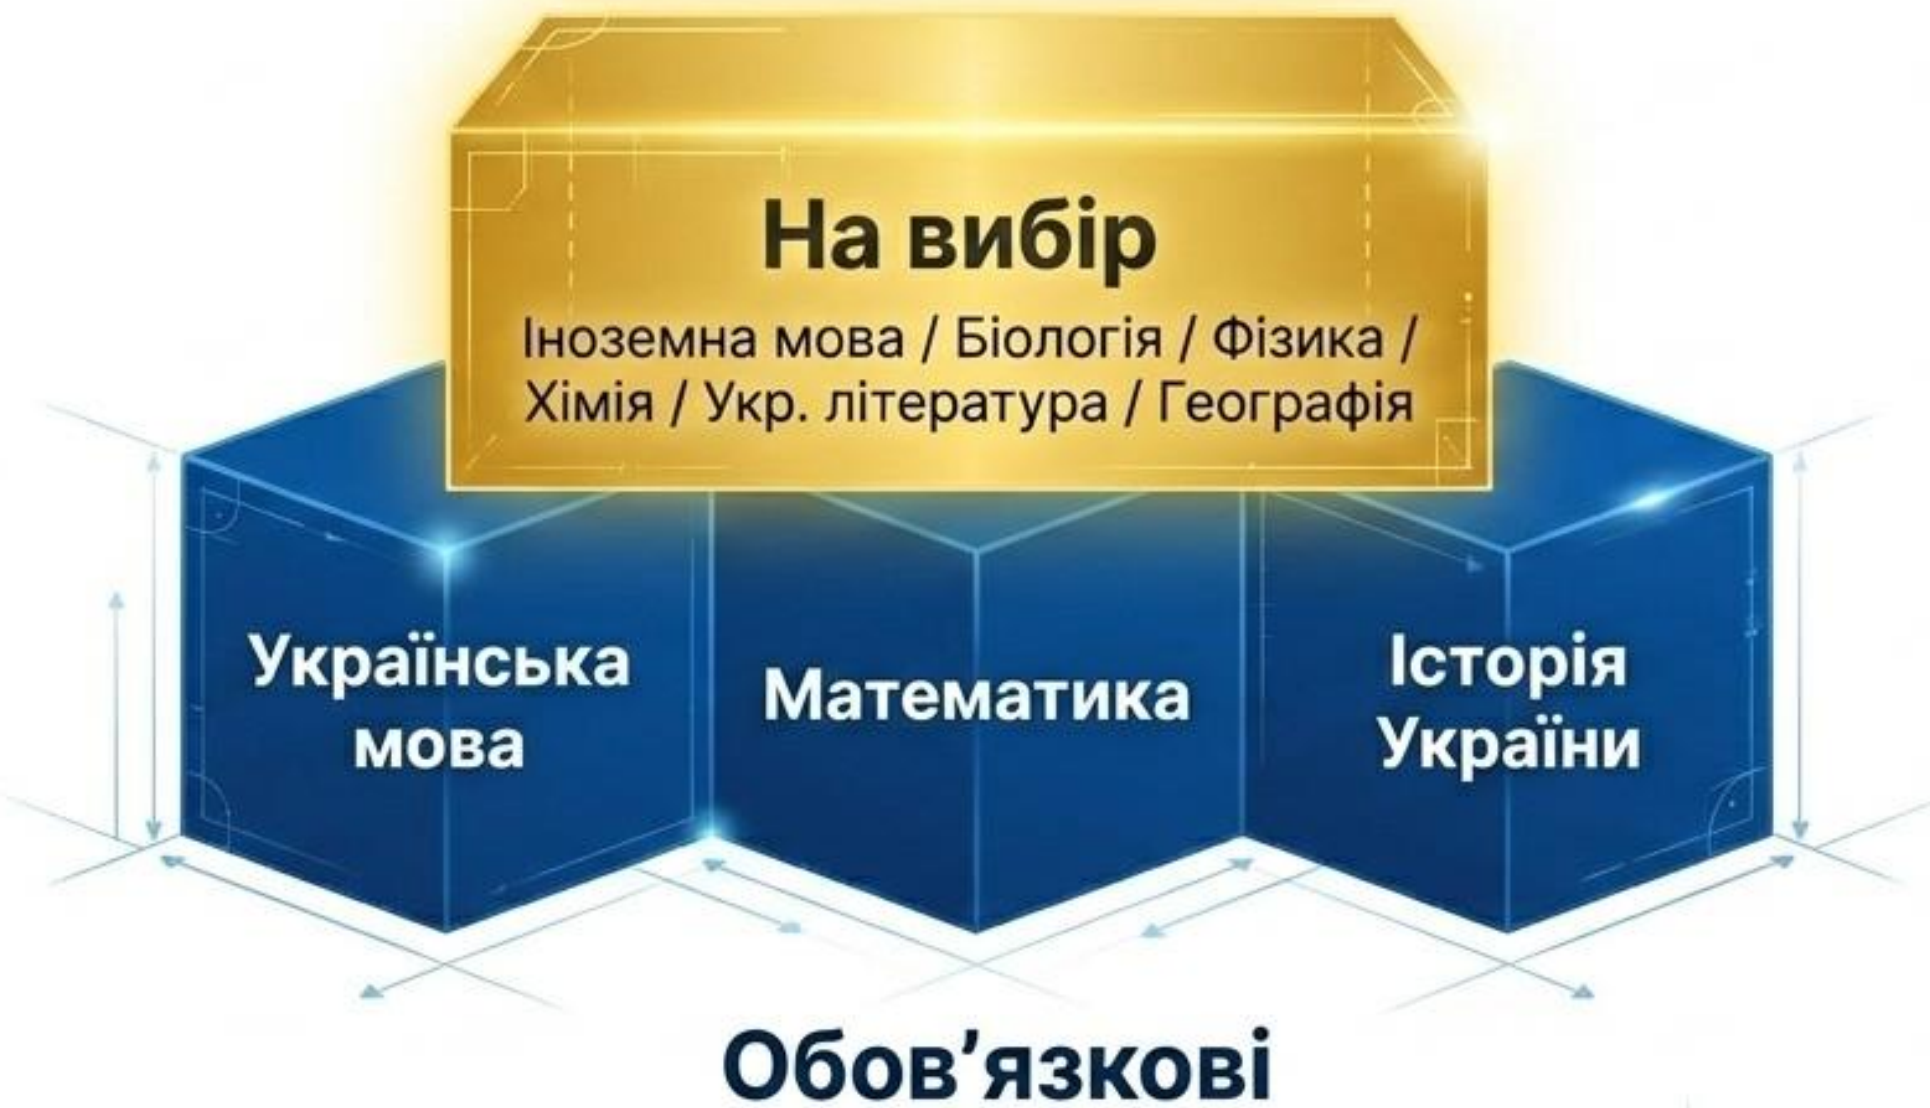 На вибір
Іноземна мова / Біологія / Фізика /
Хімія / Укр. література / Географія
Українська
мова
Математика
Історія
України
Обов’язкові